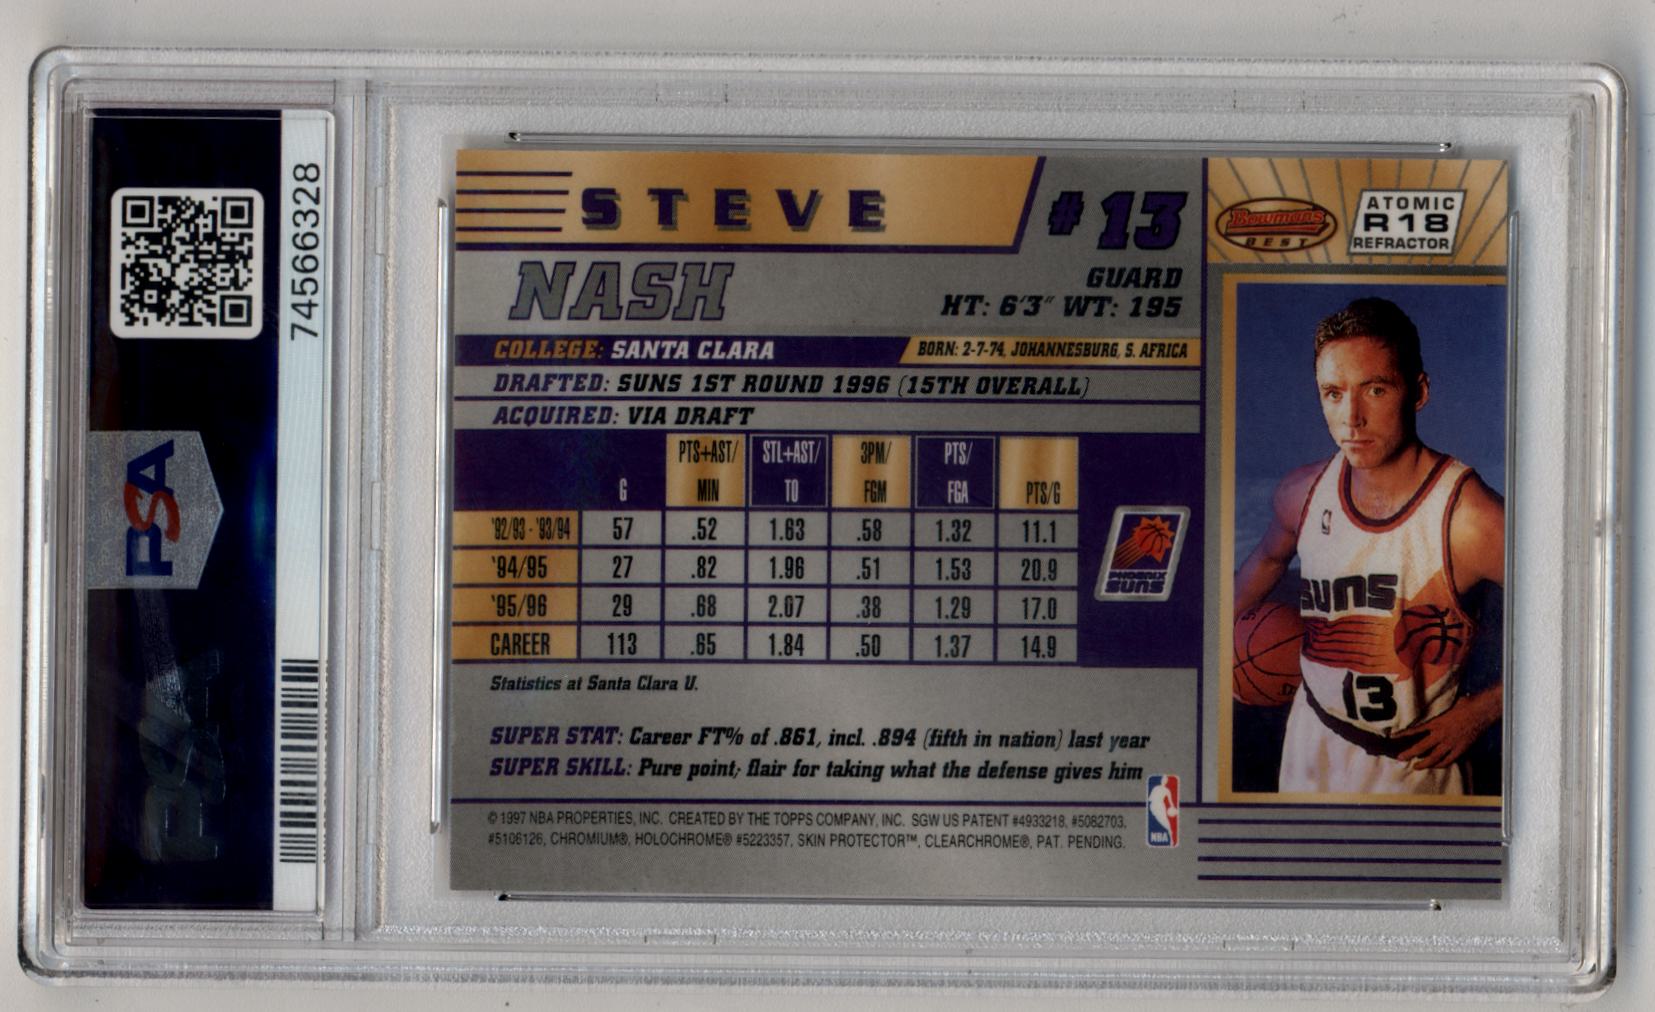 74566328
PSA
PSA
STEVE
# 13
NASH
GUARD
HT: 6'3" WT: 195
COLLEGE: SANTA CLARA
BORN: 2-7-74, JOHANNESBURG, S. AFRICA
DRAFTED: SUNS 1ST ROUND 1996 (15TH OVERALL)
ACQUIRED: VIA DRAFT
G PTS+AST/ MIN STL+AST/ TO 3PM/ FGM PTS/ FGA PTS/G
'92/93 - '93/94 57 .52 1.63 .58 1.32 11.1
'94/95 27 .82 1.96 .51 1.53 20.9
'95/96 29 .68 2.07 .38 1.29 17.0
CAREER 113 .65 1.84 .50 1.37 14.9
PHOENIX
SUNS
Statistics at Santa Clara U.
SUPER STAT: Career FT% of .861, incl. .894 (fifth in nation) last year
SUPER SKILL: Pure point; flair for taking what the defense gives him
© 1997 NBA PROPERTIES, INC. CREATED BY THE TOPPS COMPANY, INC. SGW US PATENT #4933218, #5082703,
#5106126, CHROMIUM®, HOLOCHROME® #5223357, SKIN PROTECTOR™, CLEARCHROME®, PAT. PENDING.
NBA
Bowman's
BEST
ATOMIC
R18
REFRACTOR
SUNS
13